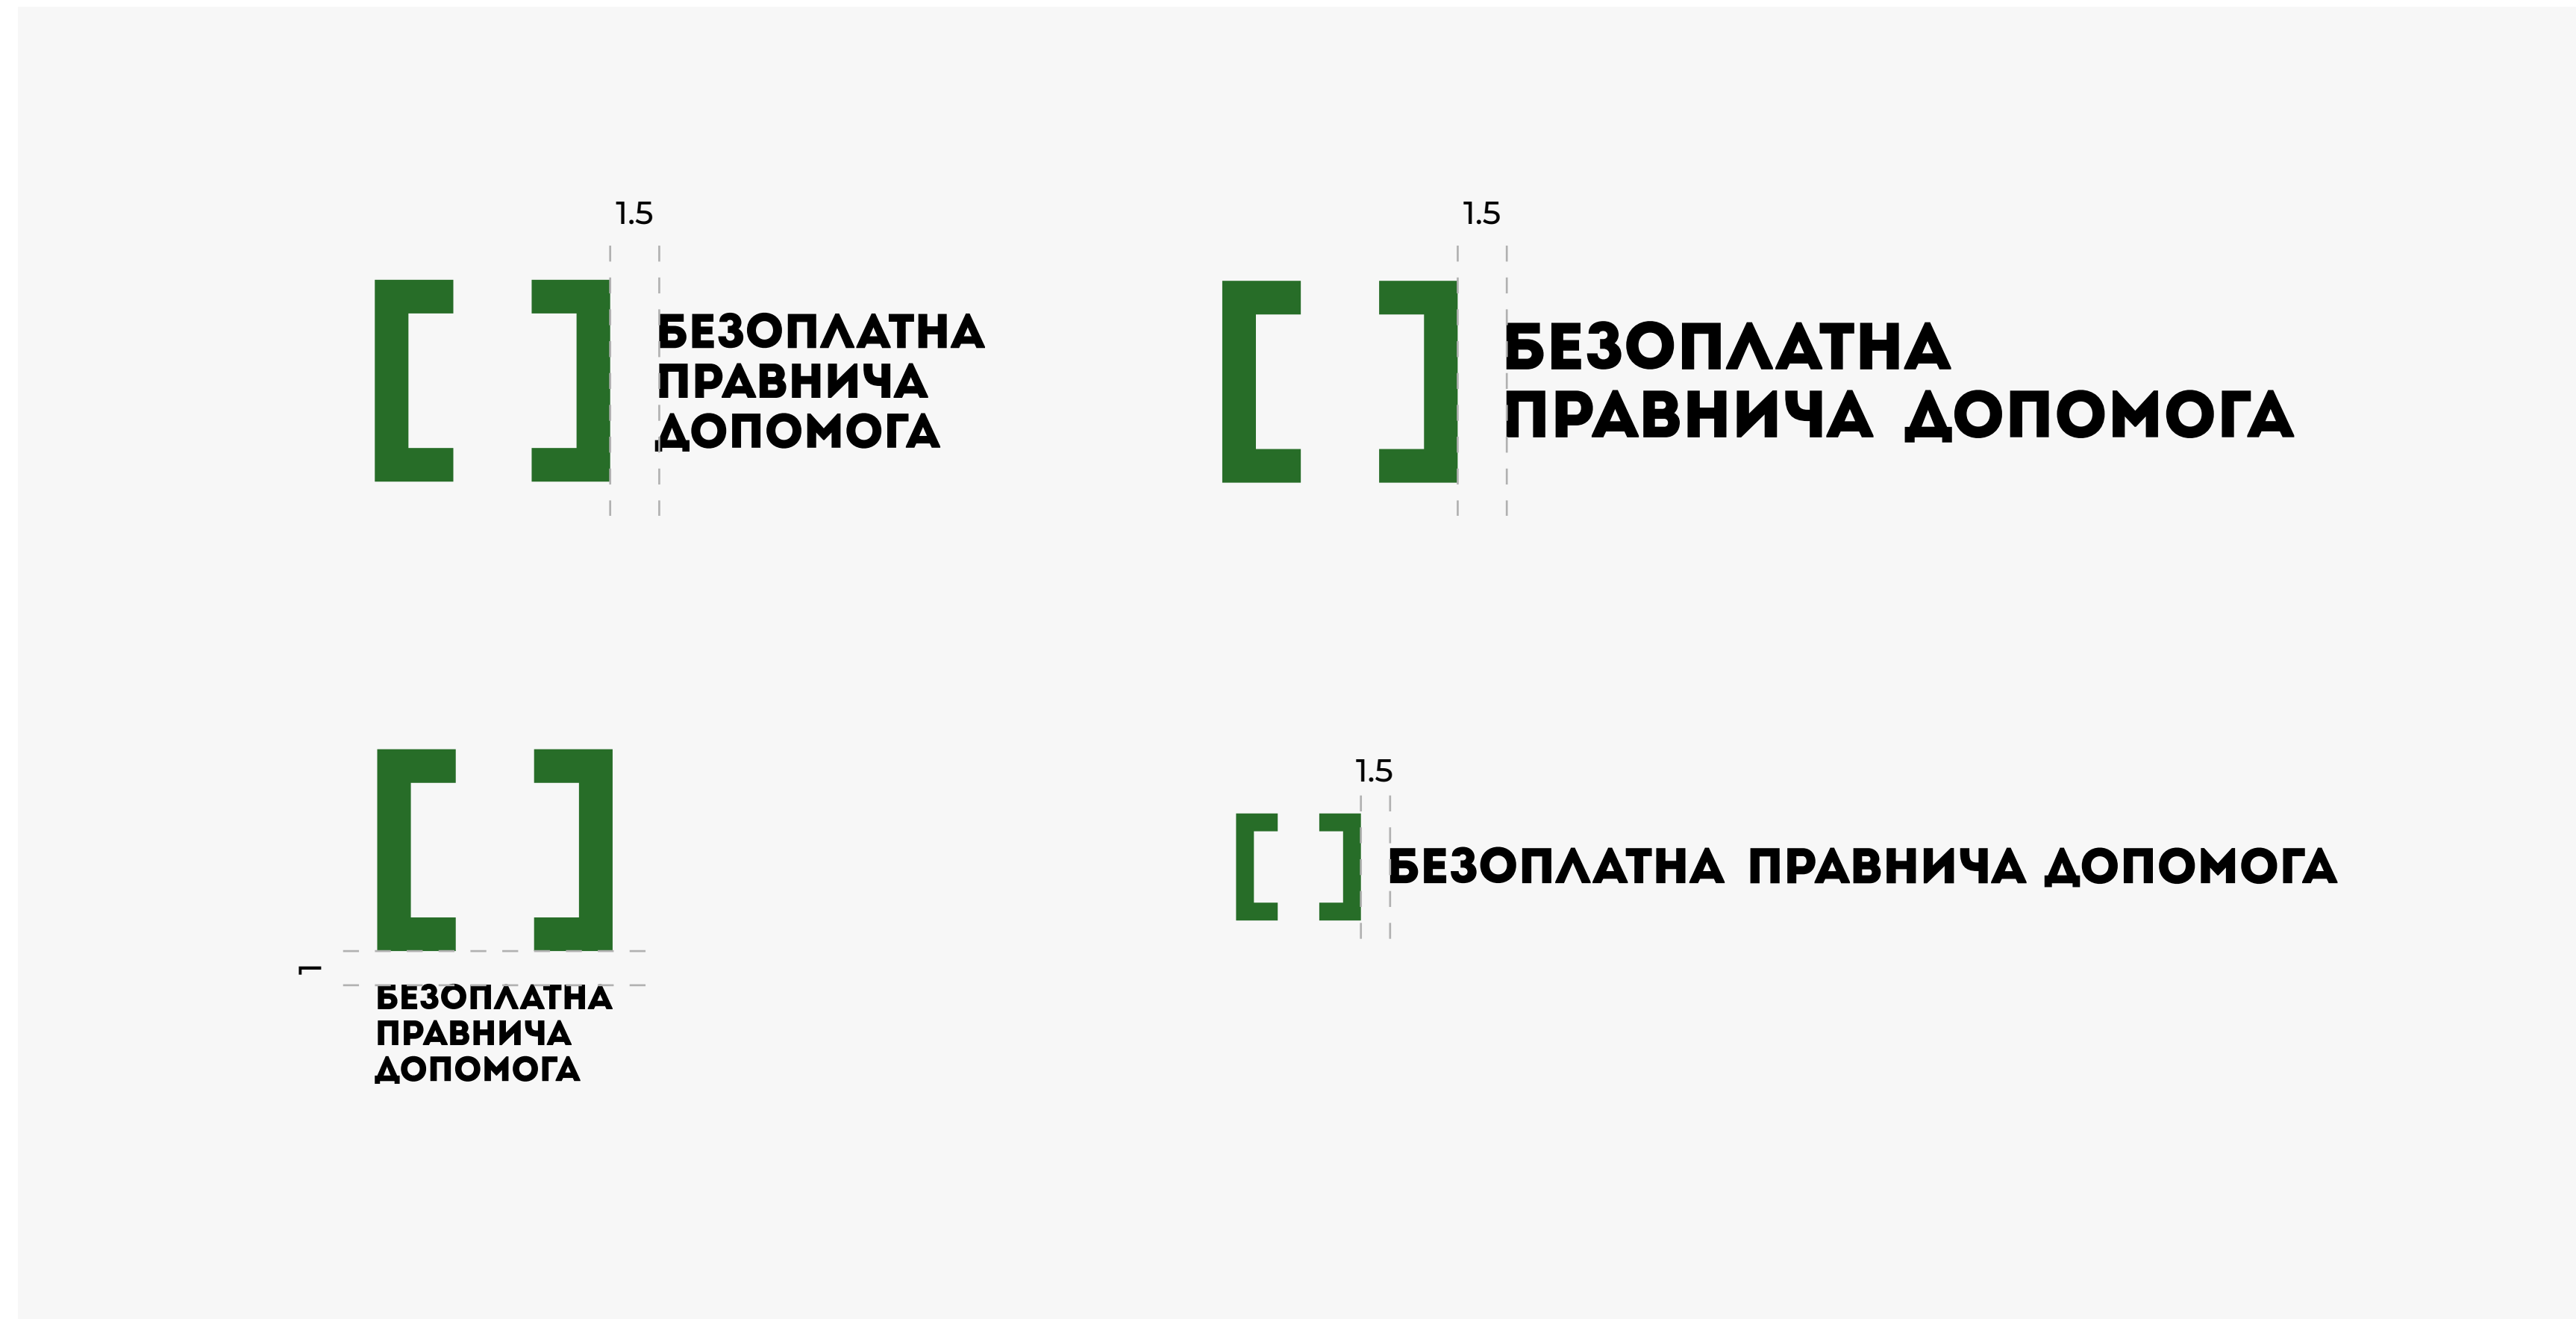 1.5
БЕЗОПЛАТНА
ПРАВНИЧА
ДОПОМОГА
1.5
БЕЗОПЛАТНА
ПРАВНИЧА ДОПОМОГА
1
БЕЗОПЛАТНА
ПРАВНИЧА
ДОПОМОГА
1.5
БЕЗОПЛАТНА ПРАВНИЧА ДОПОМОГА